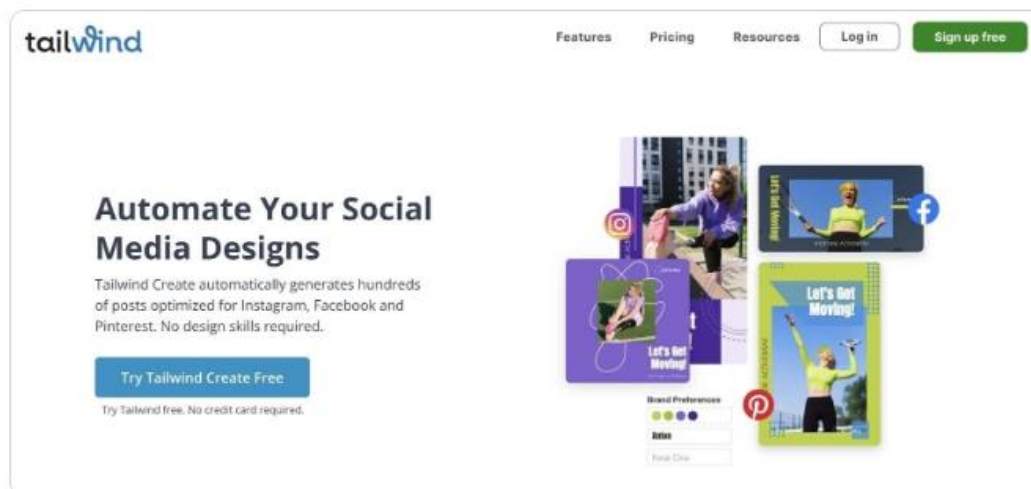 tailwind
Features Pricing Resources Log in Sign up free
Automate Your Social
Media Designs
Tailwind Create automatically generates hundreds
of posts optimized for Instagram, Facebook and
Pinterest. No design skills required.
Try Tailwind Create Free
Try Tailwind free. No credit card required.
Let's Get Moving!
Let's Get
Moving!
Let's Get
Moving!
Brand Preferences
Anton